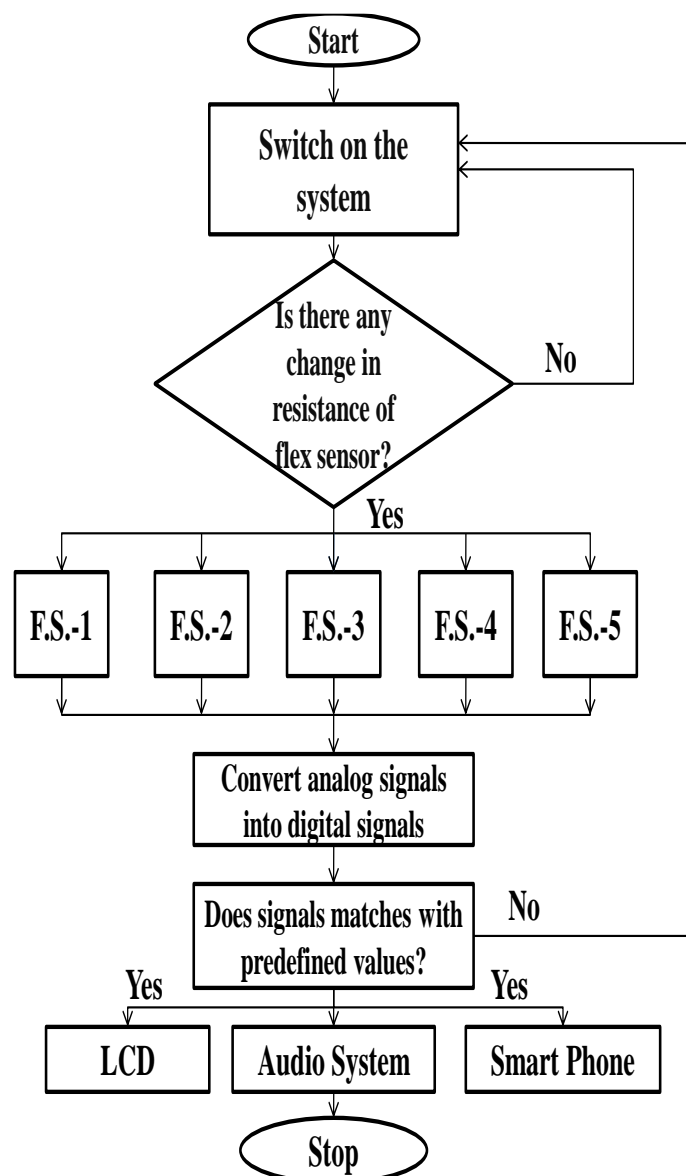 Start
Switch on the
system
Is there any
change in
resistance of
flex sensor?
No
Yes
F.S.-1
F.S.-2
F.S.-3
F.S.-4
F.S.-5
Convert analog signals
into digital signals
Does signals matches with
predefined values?
No
Yes
Yes
LCD
Audio System
Smart Phone
Stop